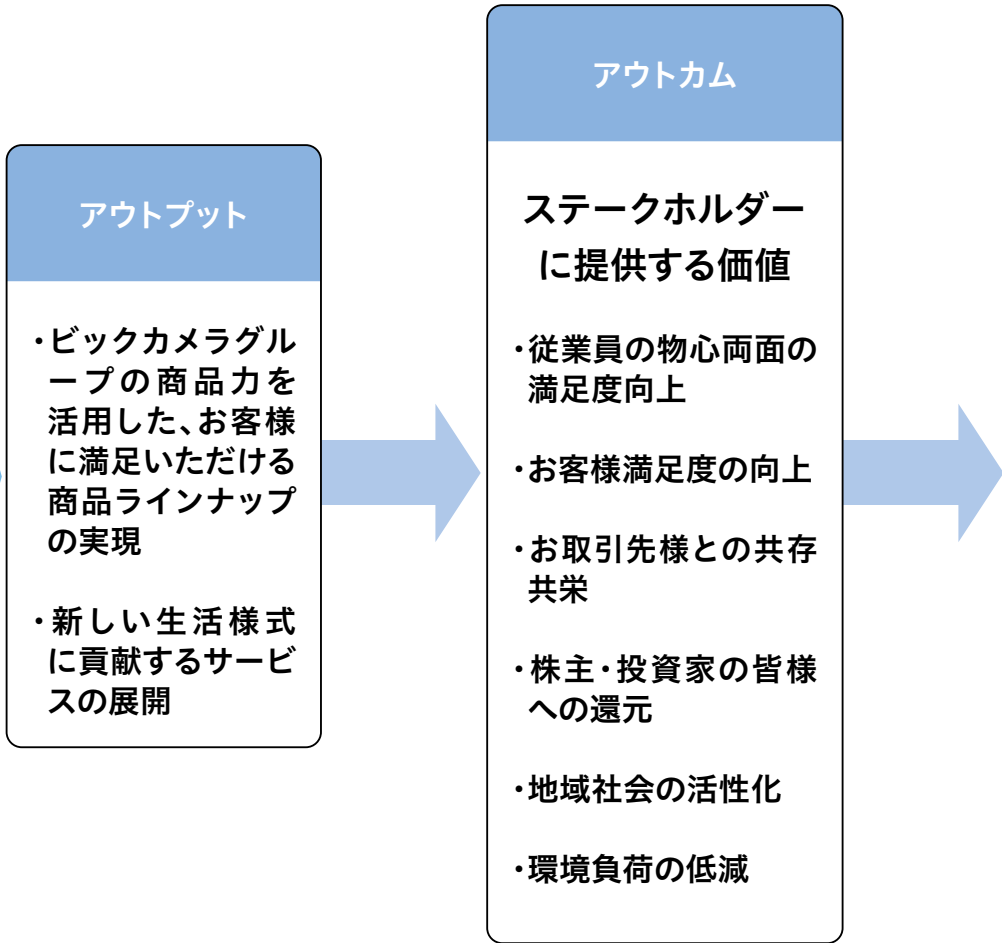 アウトプット
・ビックカメラグル
ープの商品力を
活用した、お客様
に満足いただける
商品ラインナップ
の実現
・新しい生活様式
に貢献するサービ
スの展開
アウトカム
ステークホルダー
に提供する価値
・従業員の物心両面の
満足度向上
・お客様満足度の向上
・お取引先様との共存
共栄
・株主・投資家の皆様
への還元
・地域社会の活性化
・環境負荷の低減